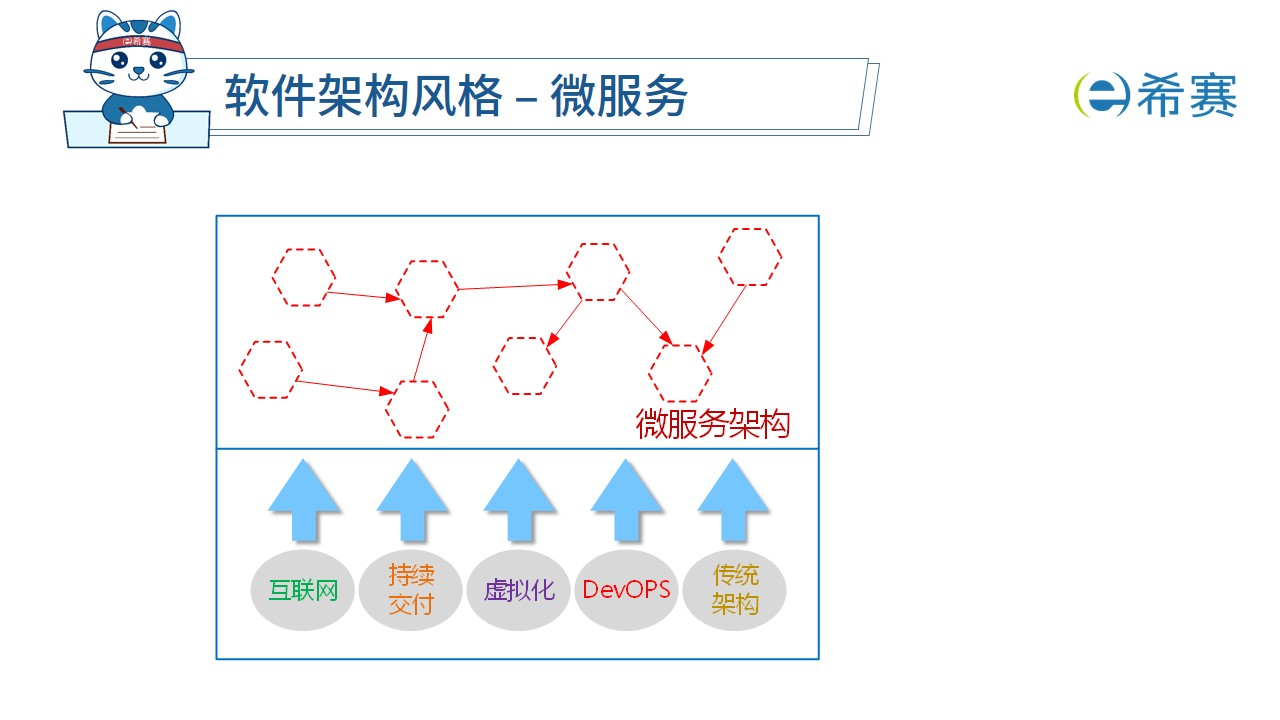 希赛
软件架构风格 – 微服务
希赛
微服务架构
互联网
持续
交付
虚拟化
DevOPS
传统
架构